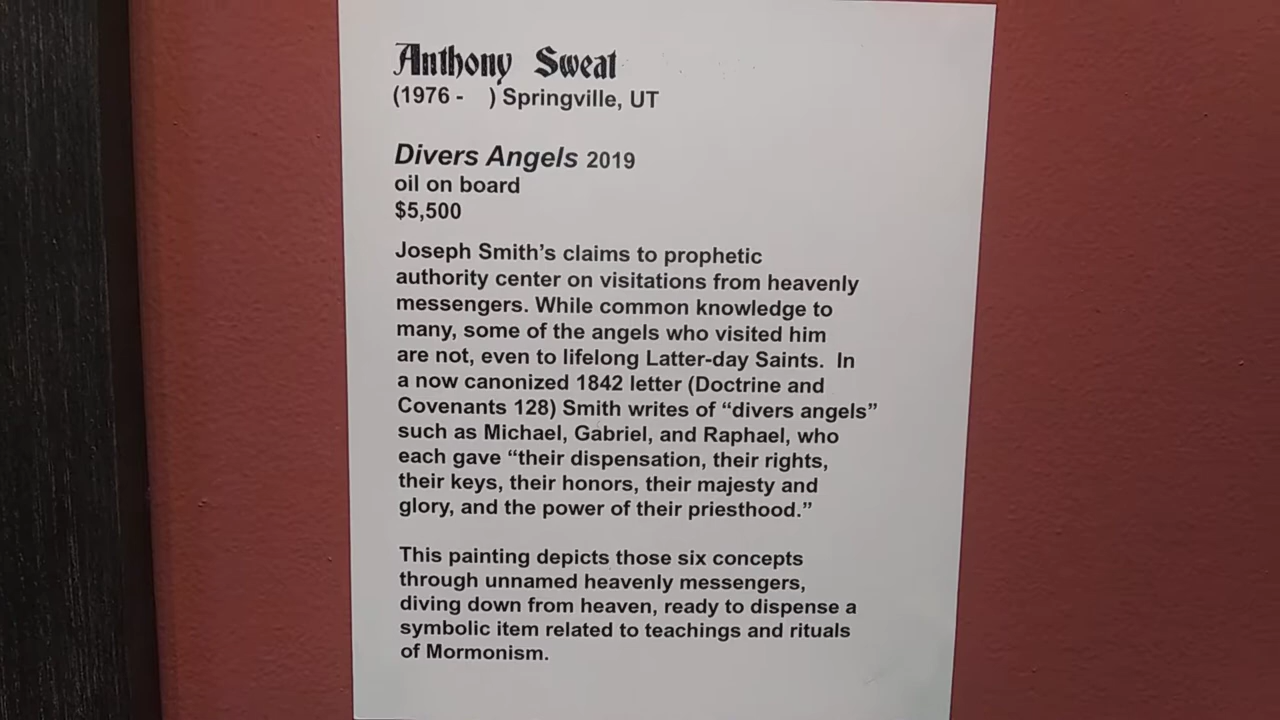 Anthony Sweat
(1976 -    ) Springville, UT
Divers Angels 2019
oil on board
$5,500
Joseph Smith’s claims to prophetic
authority center on visitations from heavenly
messengers. While common knowledge to
many, some of the angels who visited him
are not, even to lifelong Latter-day Saints.  In
a now canonized 1842 letter (Doctrine and
Covenants 128) Smith writes of “divers angels”
such as Michael, Gabriel, and Raphael, who
each gave “their dispensation, their rights,
their keys, their honors, their majesty and
glory, and the power of their priesthood.”
This painting depicts those six concepts
through unnamed heavenly messengers,
diving down from heaven, ready to dispense a
symbolic item related to teachings and rituals
of Mormonism.